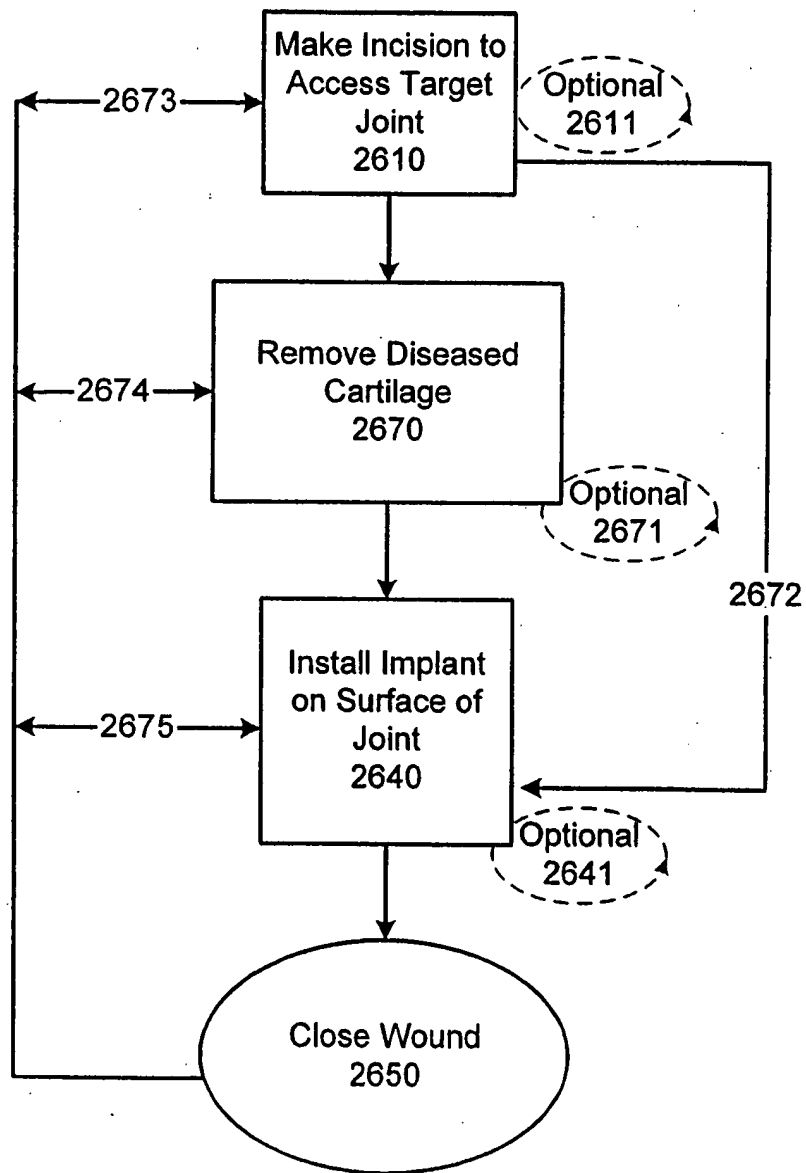 Make Incision to
Access Target
Joint
2610
Optional
2611
2673
Remove Diseased
Cartilage
2670
2674
Optional
2671
2672
Install Implant
on Surface of
Joint
2640
2675
Optional
2641
Close Wound
2650